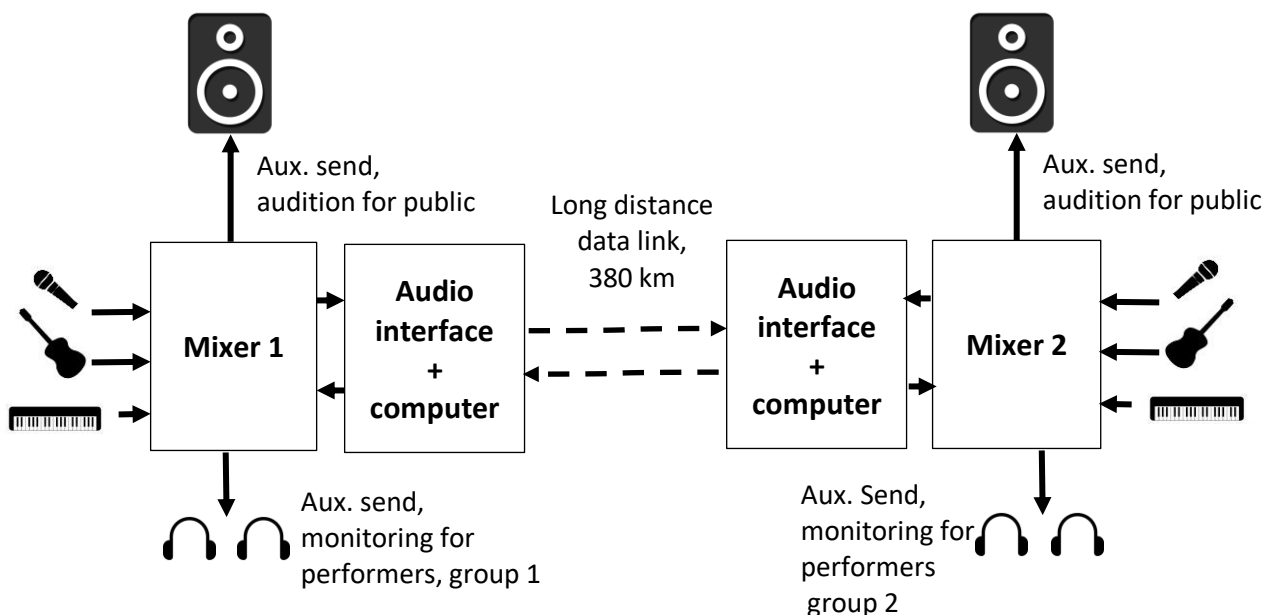 Aux. send,
audition for public
Aux. send,
audition for public
Long distance
data link,
380 km
Mixer 1
Audio
interface
+
computer
Audio
interface
+
computer
Mixer 2
Aux. send,
monitoring for
performers, group 1
Aux. Send,
monitoring for
performers
group 2